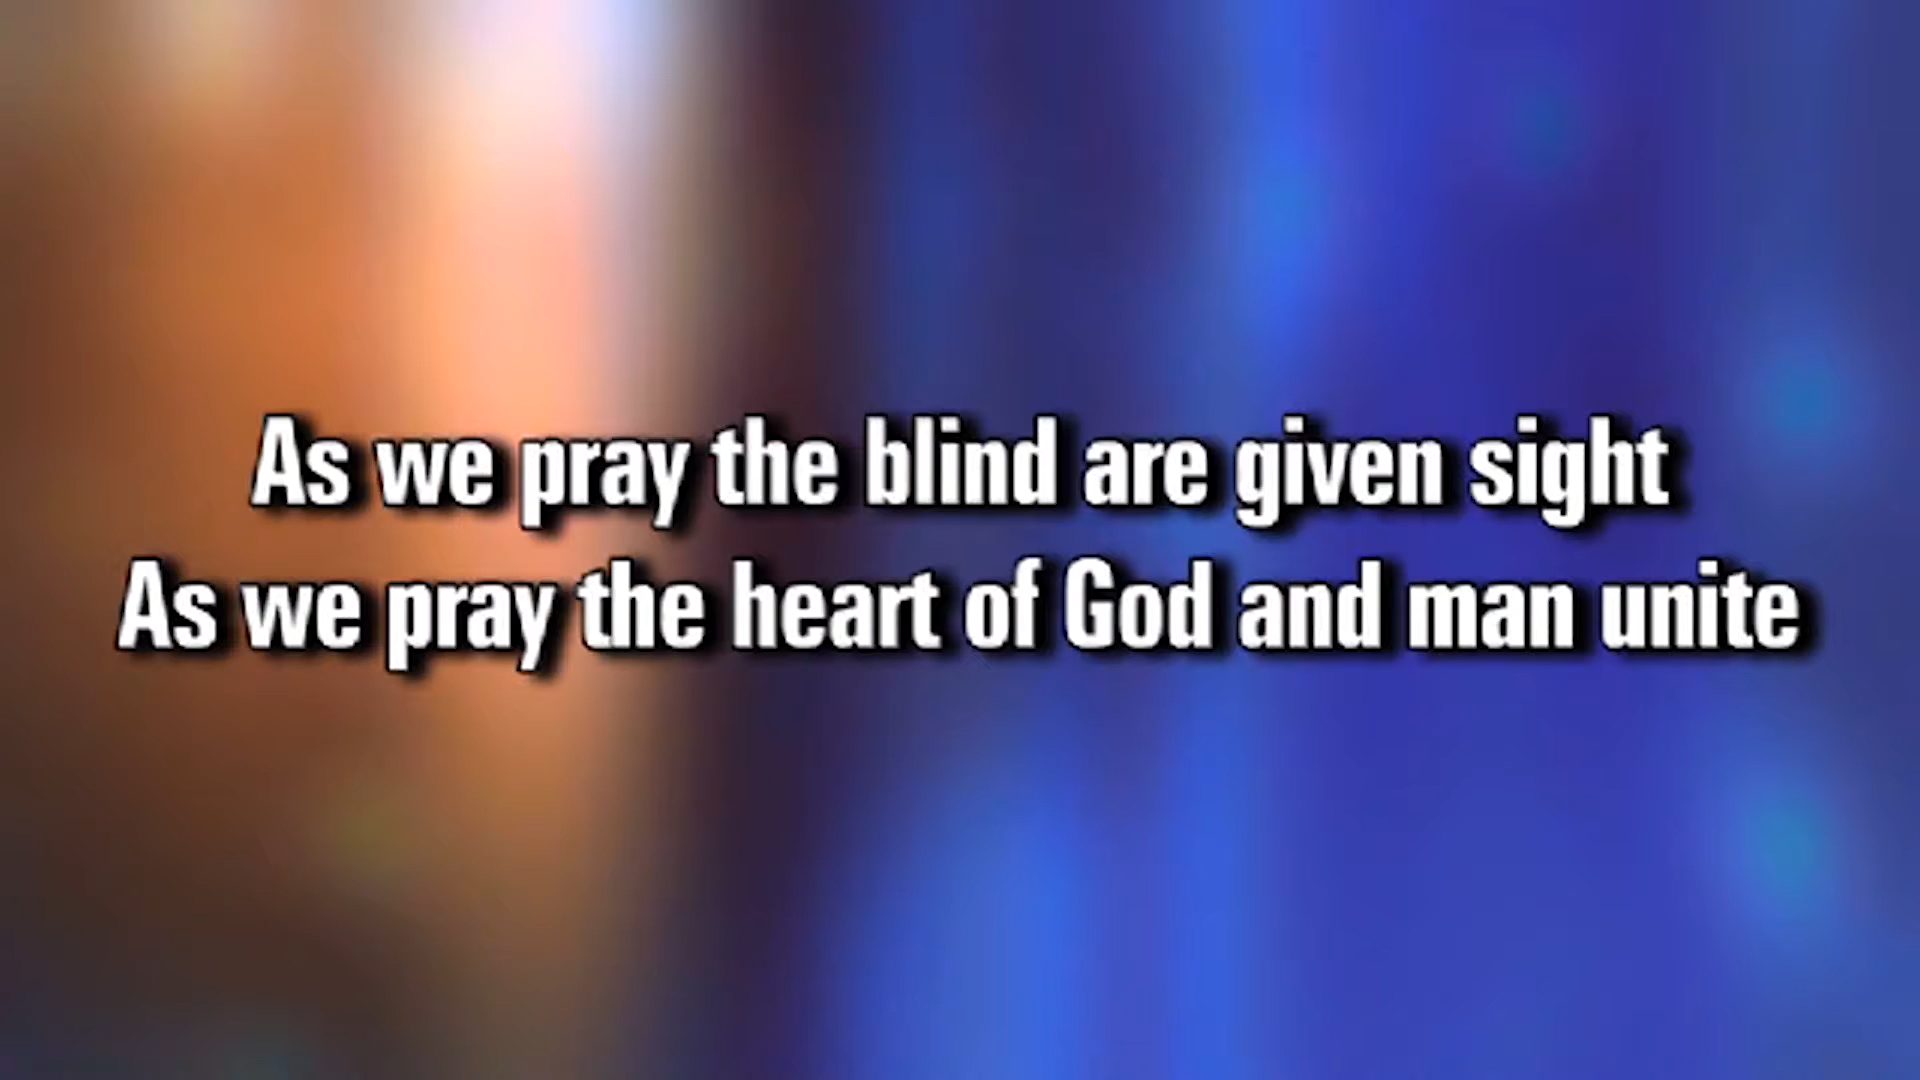 As we pray the blind are given sight
As we pray the heart of God and man unite